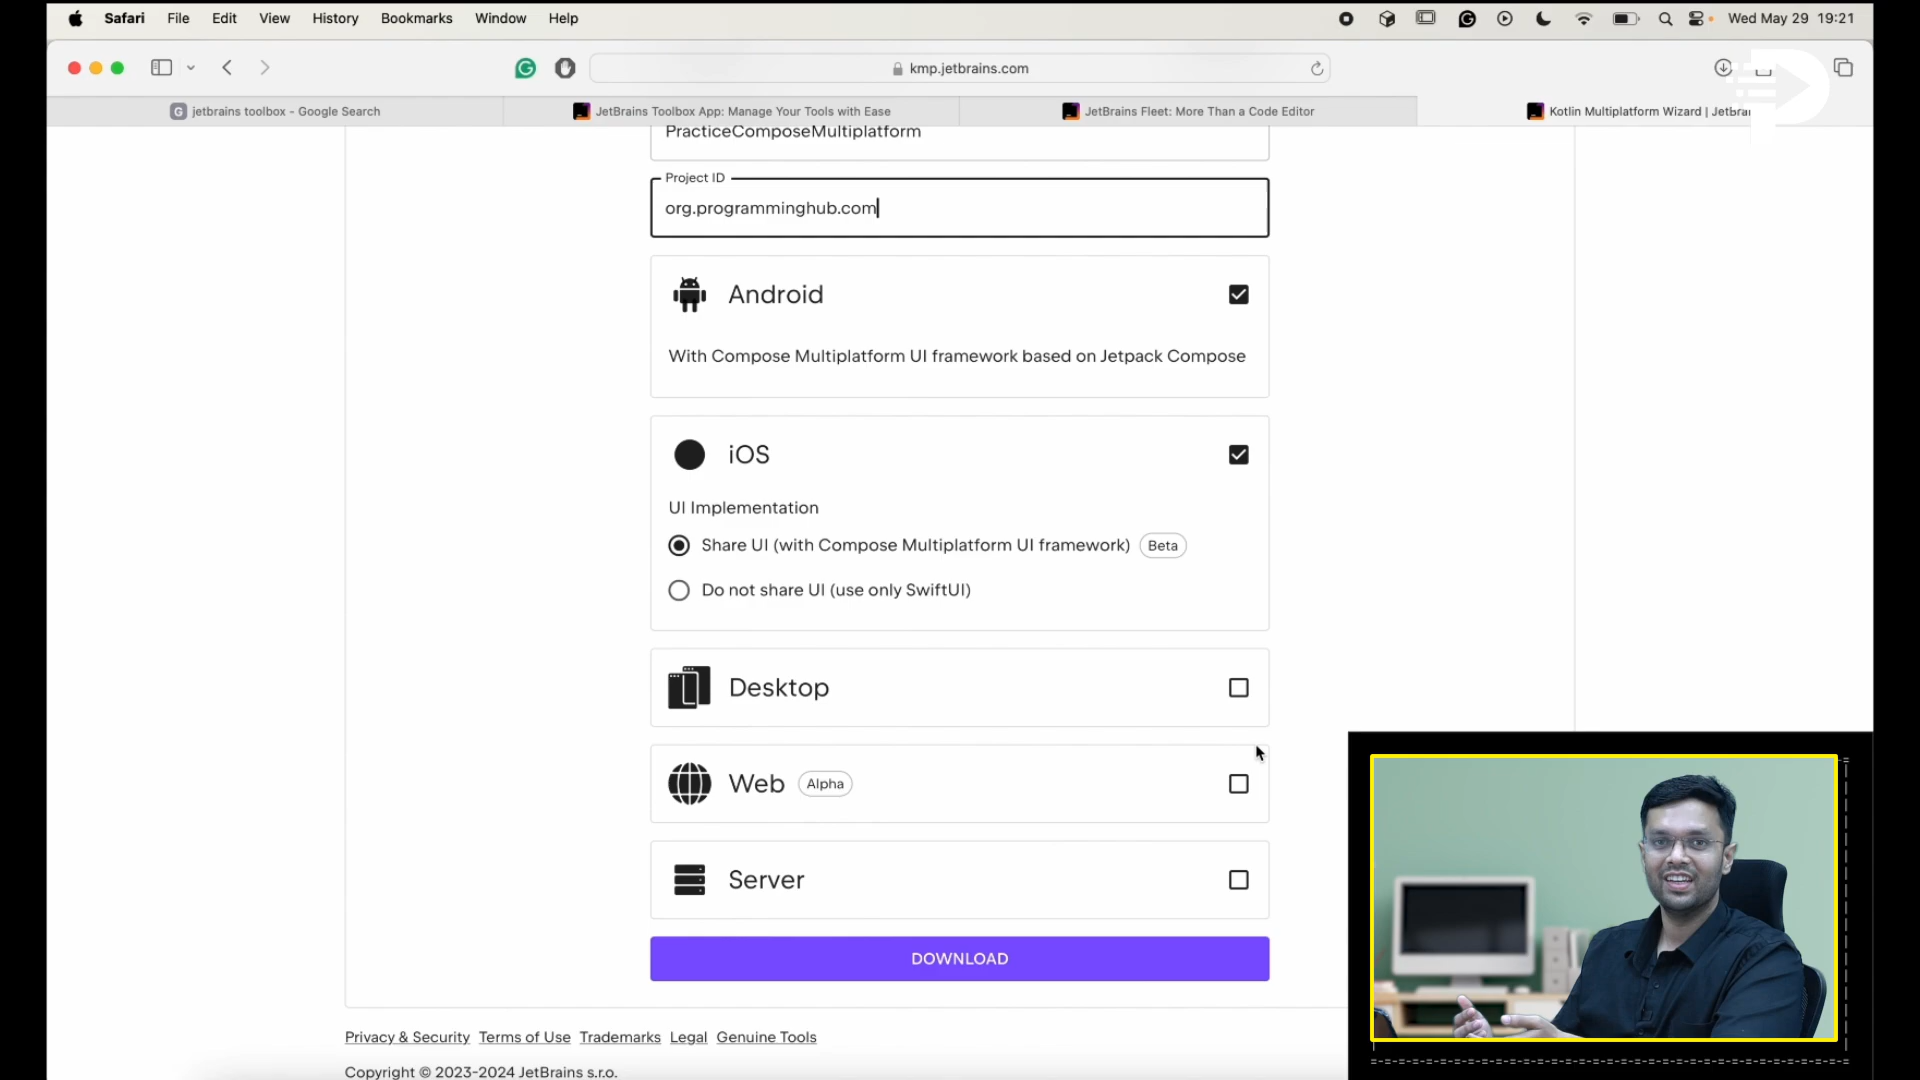 Safari File Edit View History Bookmarks Window Help Wed May 29 19:21
kmp.jetbrains.com
G jetbrains toolbox - Google Search JetBrains Toolbox App: Manage Your Tools with Ease JetBrains Fleet: More Than a Code Editor Kotlin Multiplatform Wizard | JetBra
PracticeComposeMultiplatform
Project ID
org.programminghub.com
Android
With Compose Multiplatform UI framework based on Jetpack Compose
iOS
UI Implementation
Share UI (with Compose Multiplatform UI framework) Beta
Do not share UI (use only SwiftUI)
Desktop
Web Alpha
Server
DOWNLOAD
Privacy & Security Terms of Use Trademarks Legal Genuine Tools
Copyright © 2023-2024 JetBrains s.r.o.